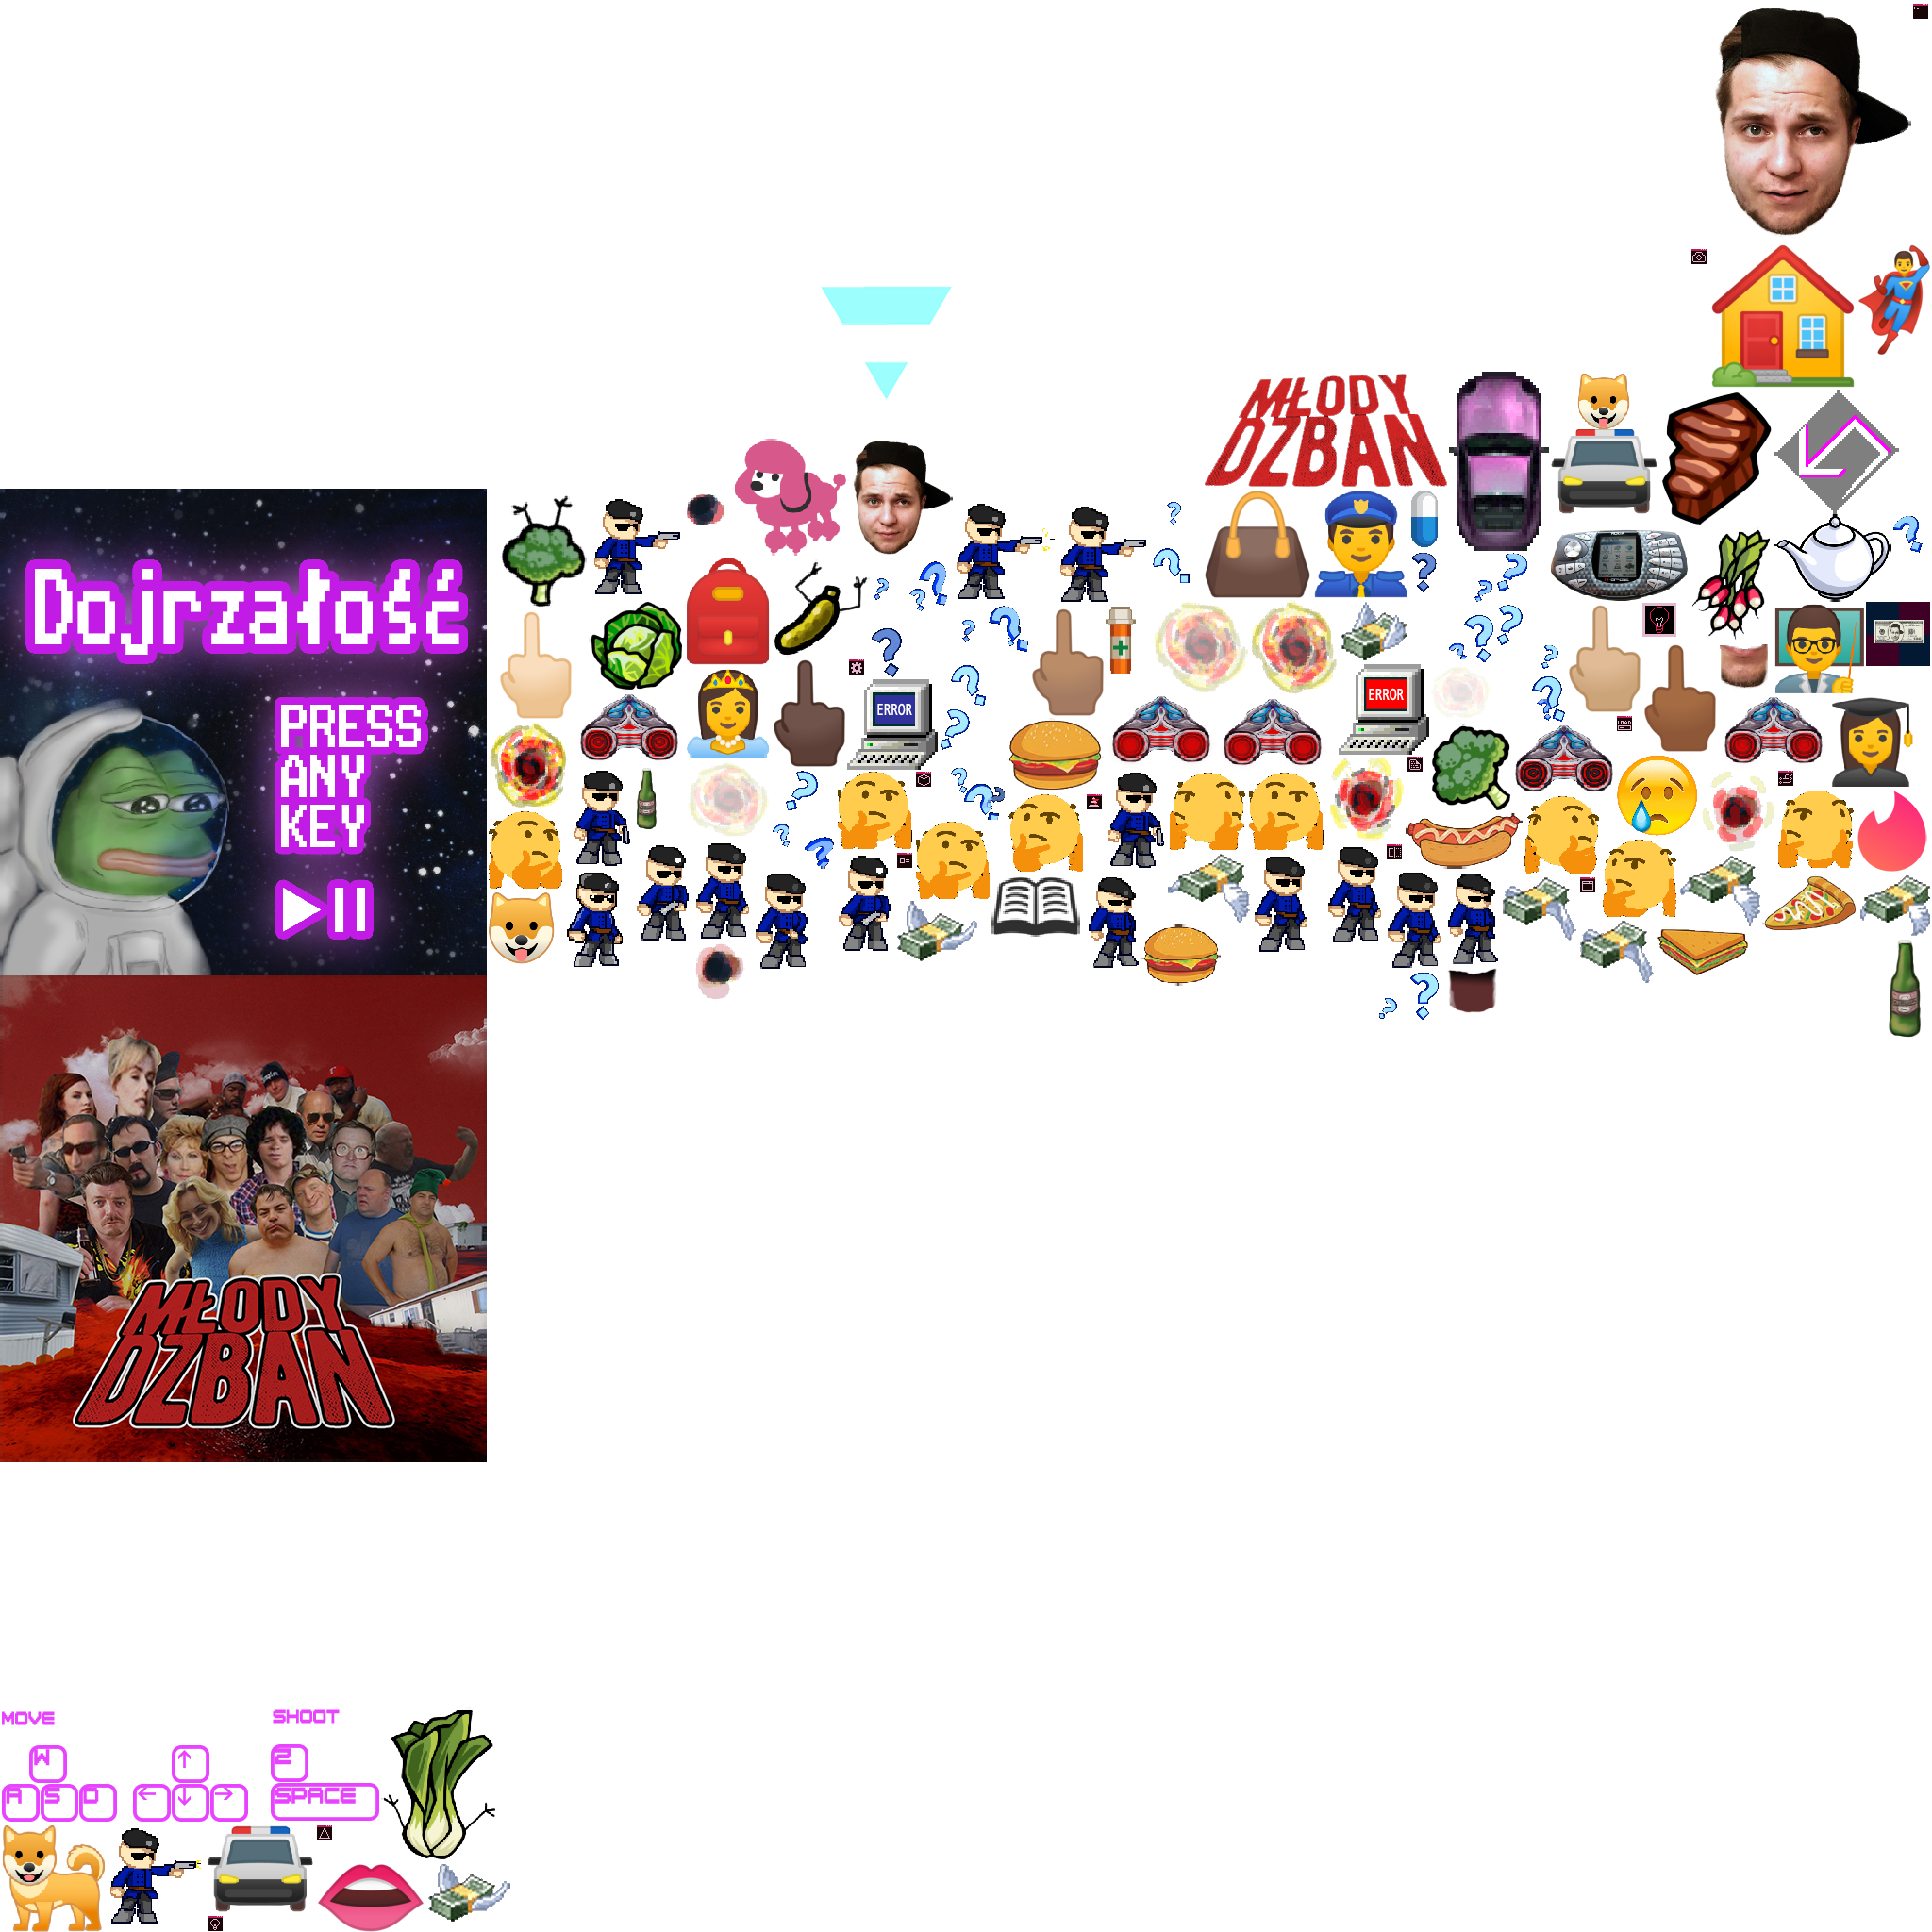 MŁODY
DZBAN
Dojrzałość
PRESS
ANY
KEY
ERROR
ERROR
MŁODY
DZBAN
MOVE
SHOOT
W
↑
Z
A S D
← ↓ →
SPACE